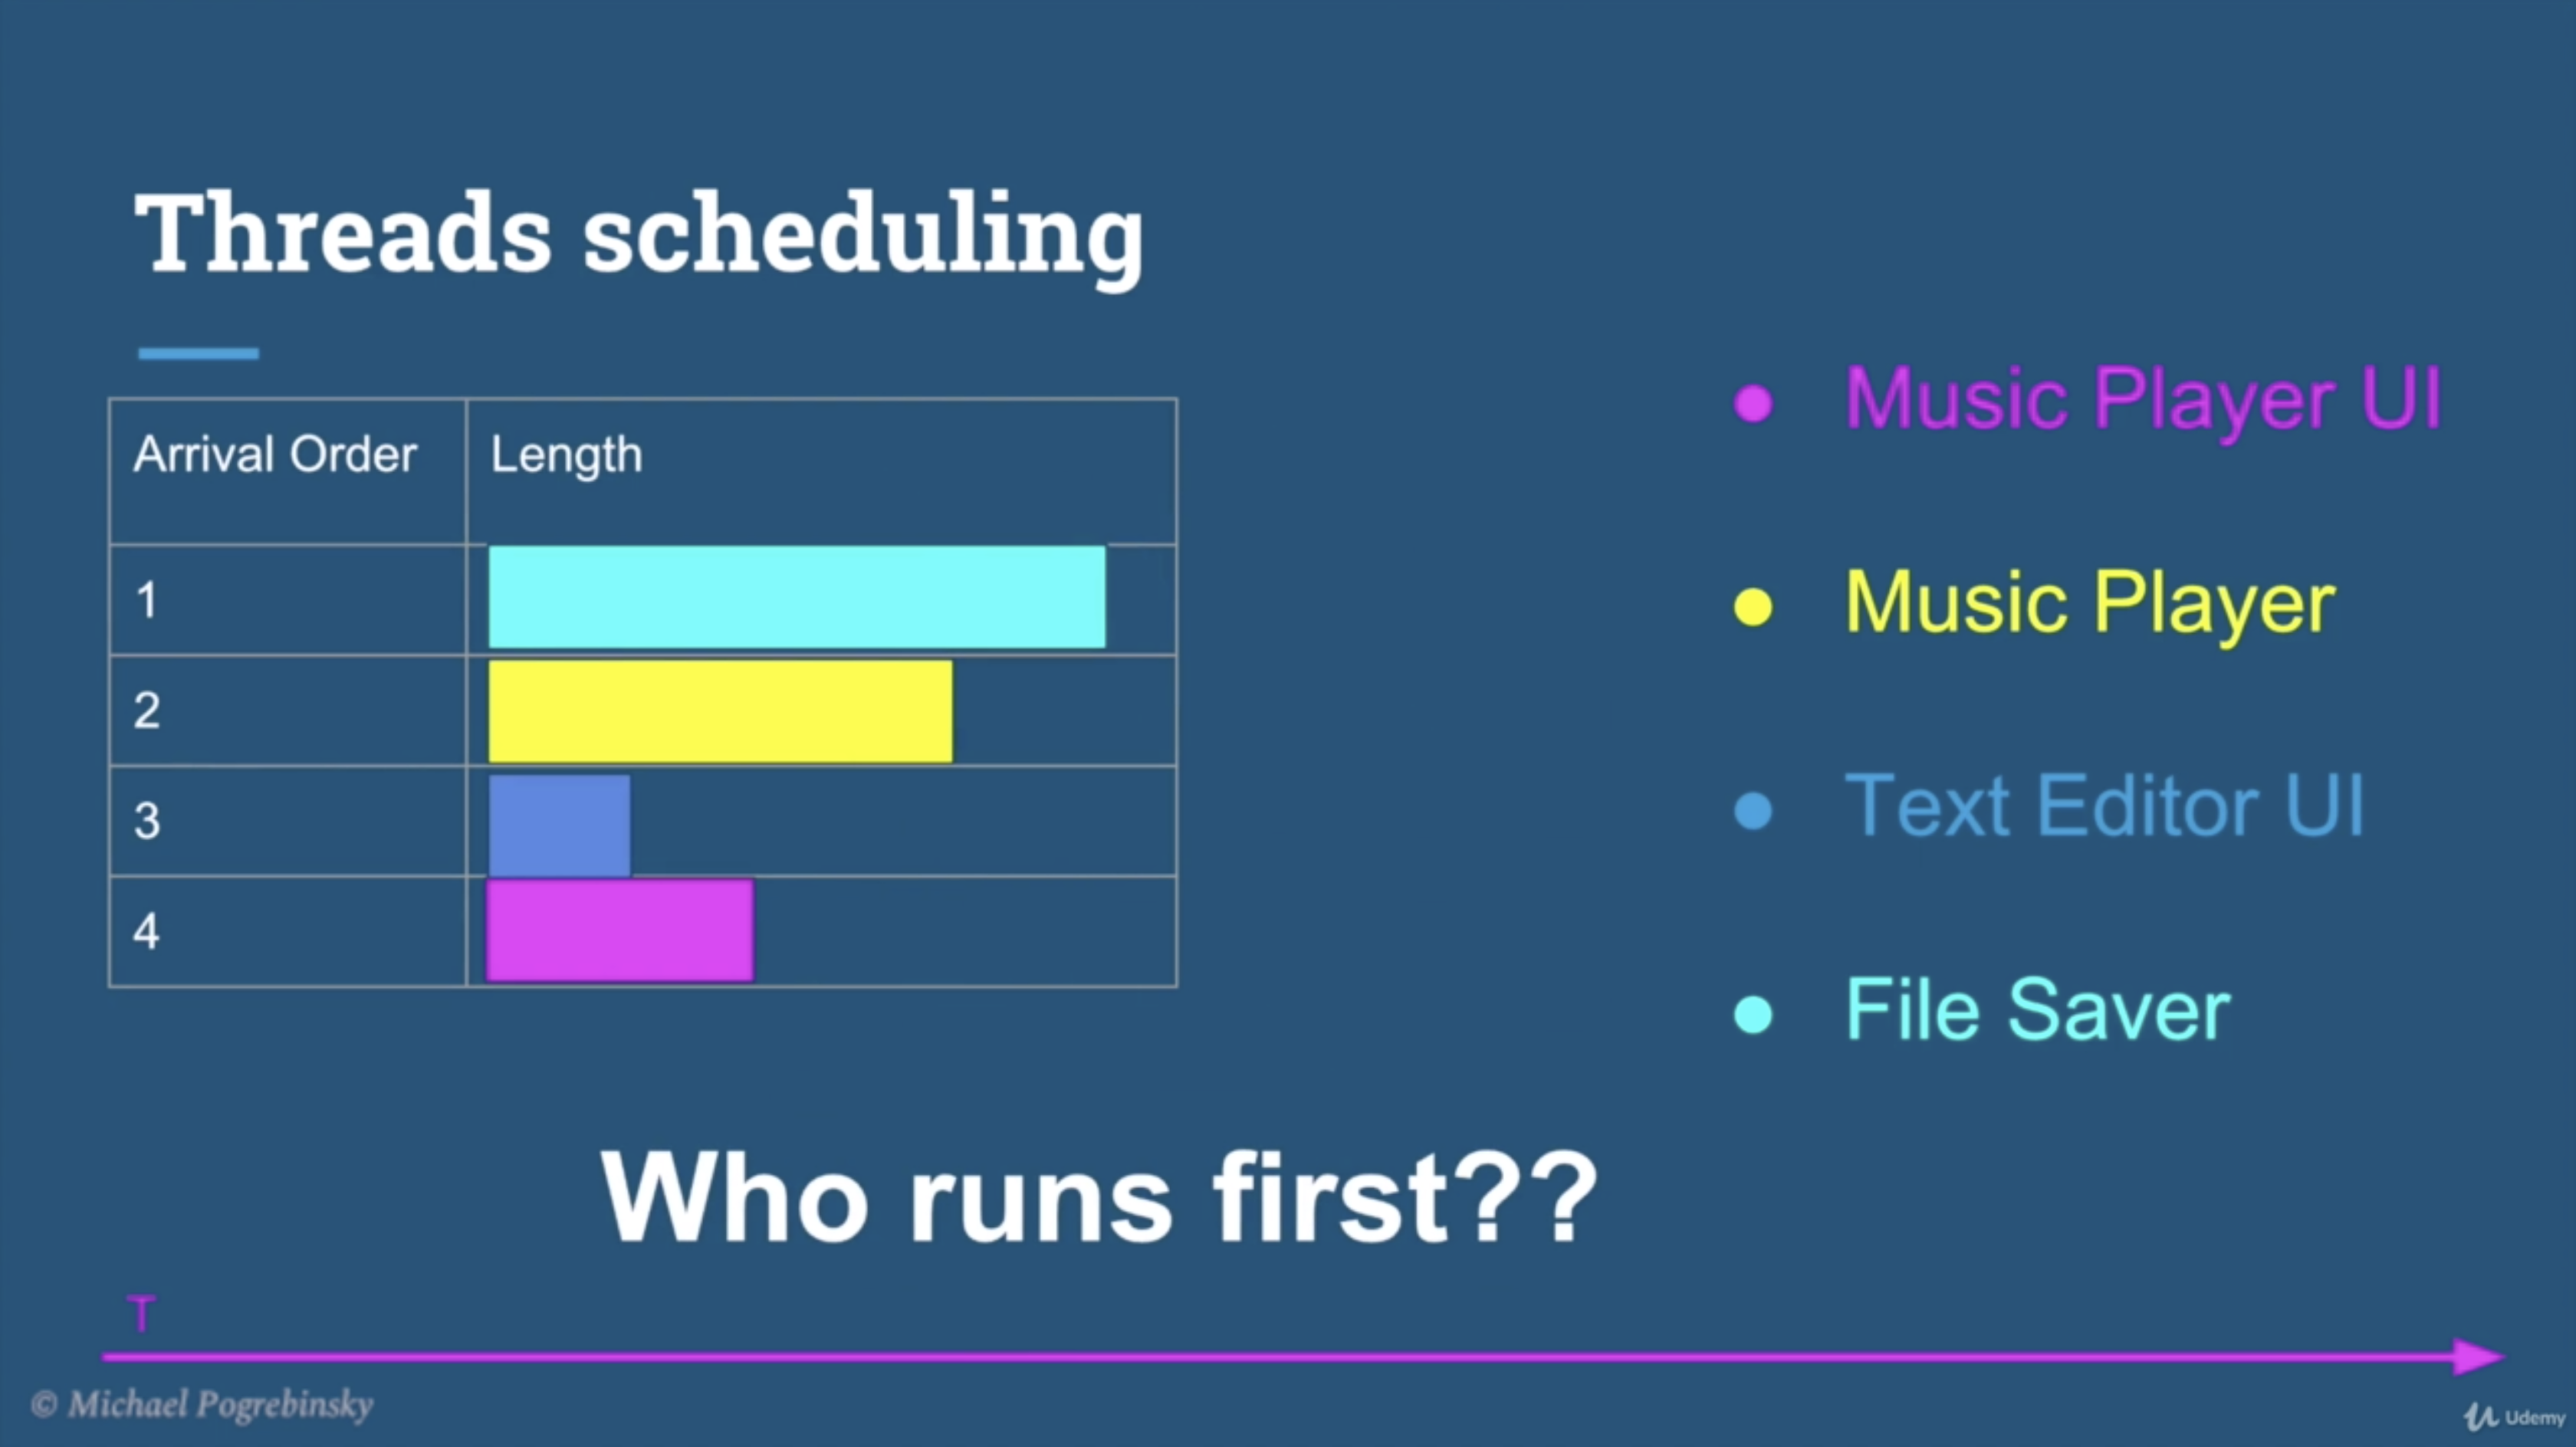 Threads scheduling
Arrival Order Length
1
2
3
4
Music Player UI
Music Player
Text Editor UI
File Saver
Who runs first??
T
© Michael Pogrebinsky
Udemy